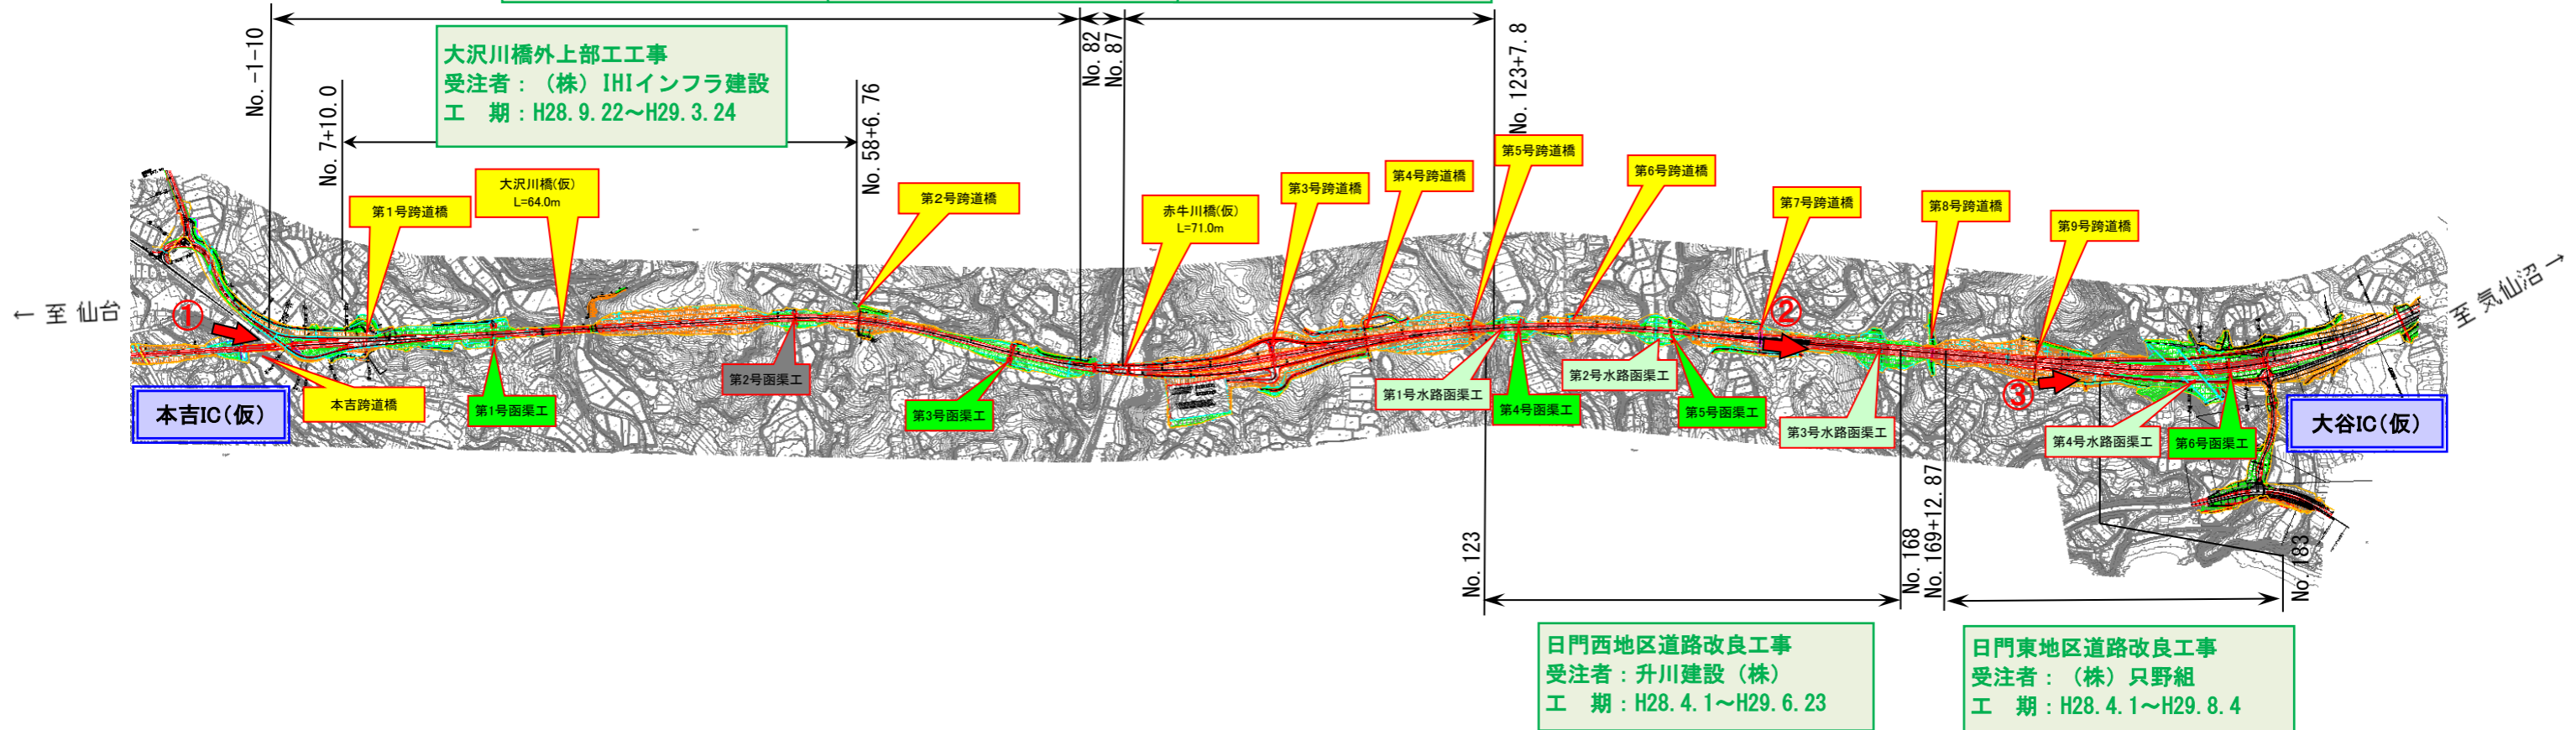 No. -1-10
No. 82
No. 87
大沢川橋外上部工工事
受注者：（株）IHIインフラ建設
工　期：H28. 9. 22～H29. 3. 24
No. 7+10. 0
No. 58+6. 76
No. 123+7. 8
第1号跨道橋
大沢川橋(仮)
L=64.0m
第2号跨道橋
赤牛川橋(仮)
L=71.0m
第3号跨道橋
第4号跨道橋
第5号跨道橋
第6号跨道橋
第7号跨道橋
第8号跨道橋
第9号跨道橋
← 至 仙台
至 気仙沼 →
①
②
③
本吉IC(仮)
本吉跨道橋
第1号函渠工
第2号函渠工
第3号函渠工
第1号水路函渠工
第4号函渠工
第2号水路函渠工
第5号函渠工
第3号水路函渠工
第4号水路函渠工
第6号函渠工
大谷IC(仮)
No. 123
No. 168
No. 169+12. 87
No. 183
日門西地区道路改良工事
受注者：升川建設（株）
工　期：H28. 4. 1～H29. 6. 23
日門東地区道路改良工事
受注者：（株）只野組
工　期：H28. 4. 1～H29. 8. 4